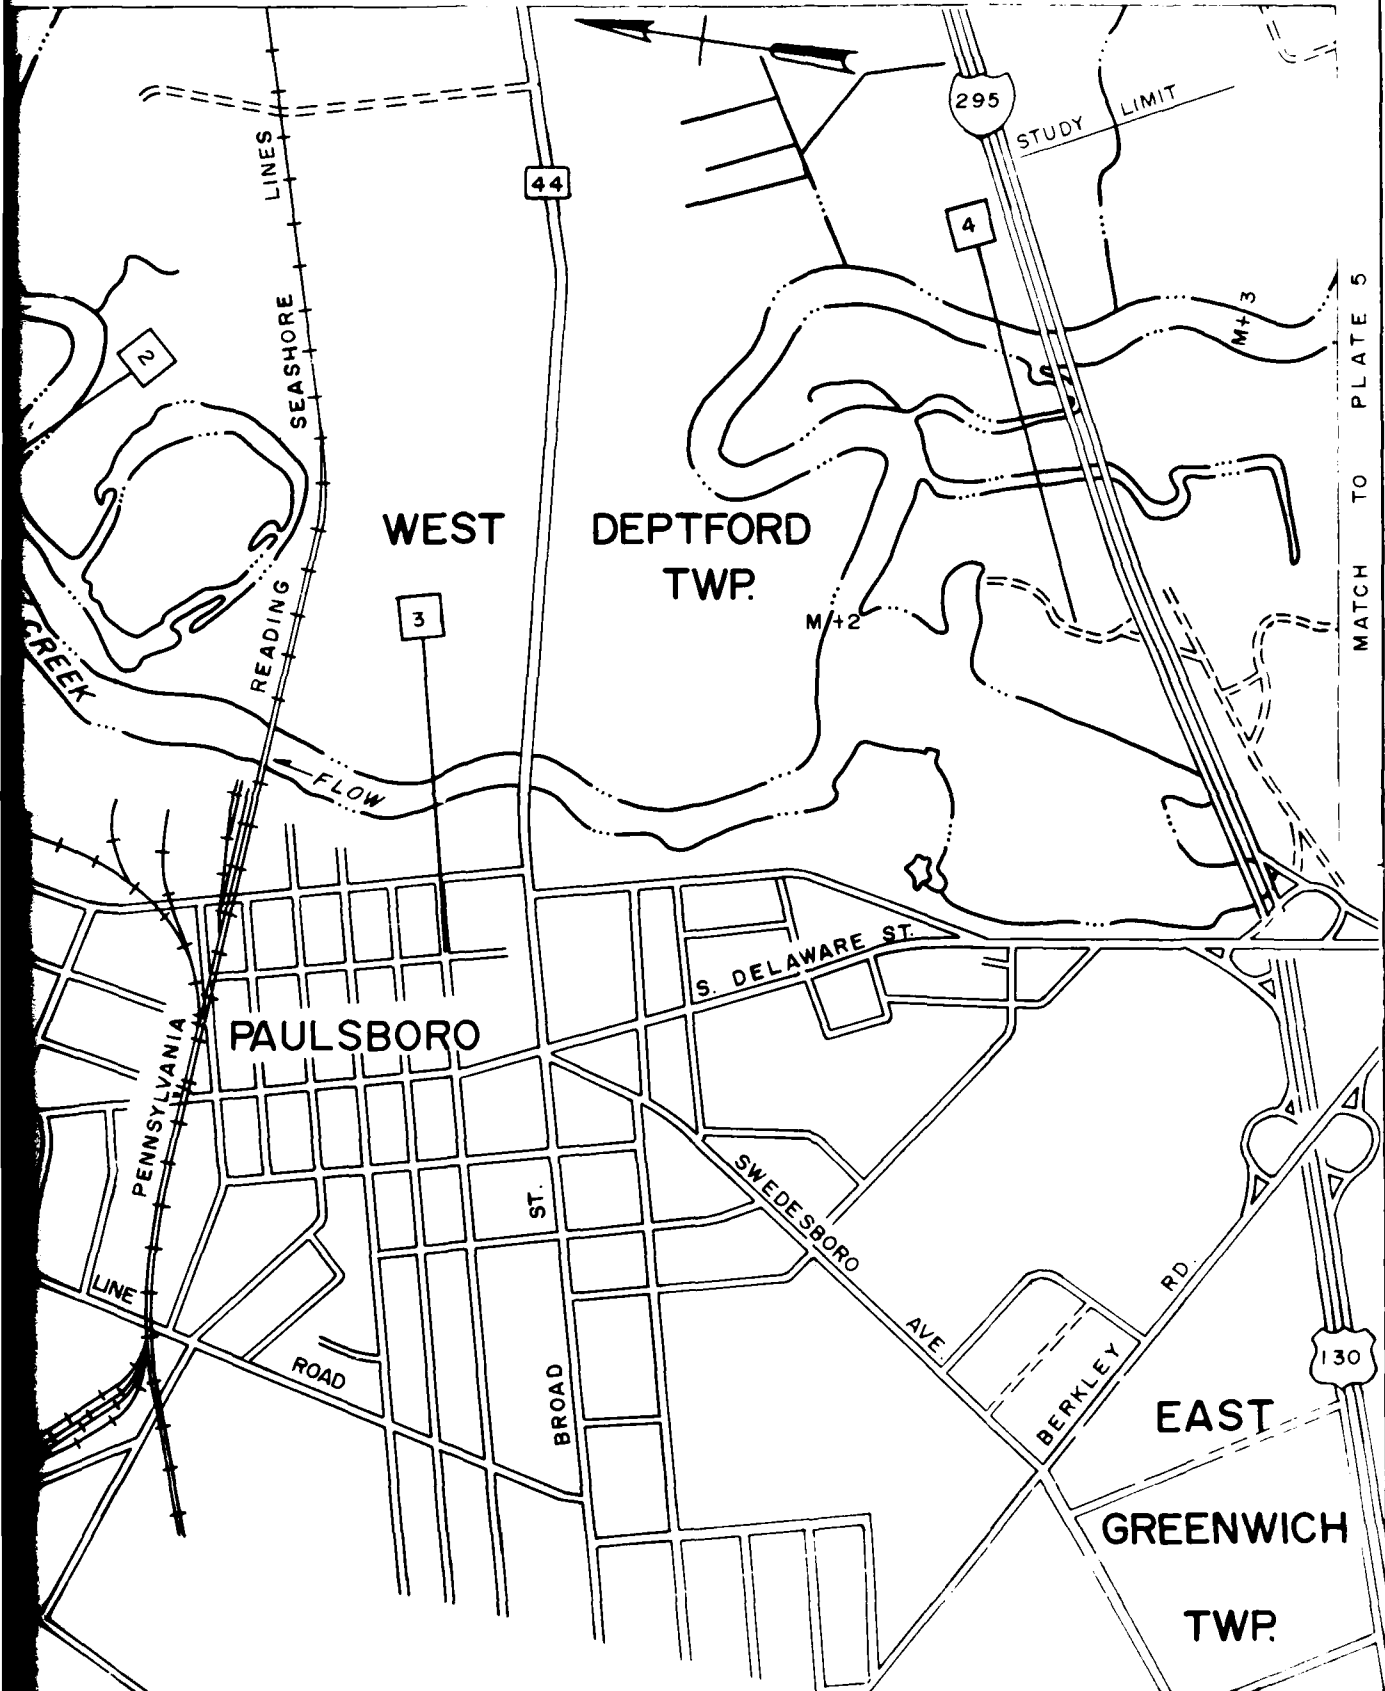 295
STUDY LIMIT
44
4
LINES
SEASHORE
READING
2
M+3
MATCH TO PLATE 5
WEST DEPTFORD
TWP.
3
M+2
CREEK
FLOW
S. DELAWARE ST.
PAULSBORO
PENNSYLVANIA
SWEDESBORO
AVE.
ST.
BROAD
LINE
ROAD
BERKLEY
RD.
130
EAST
GREENWICH
TWP.